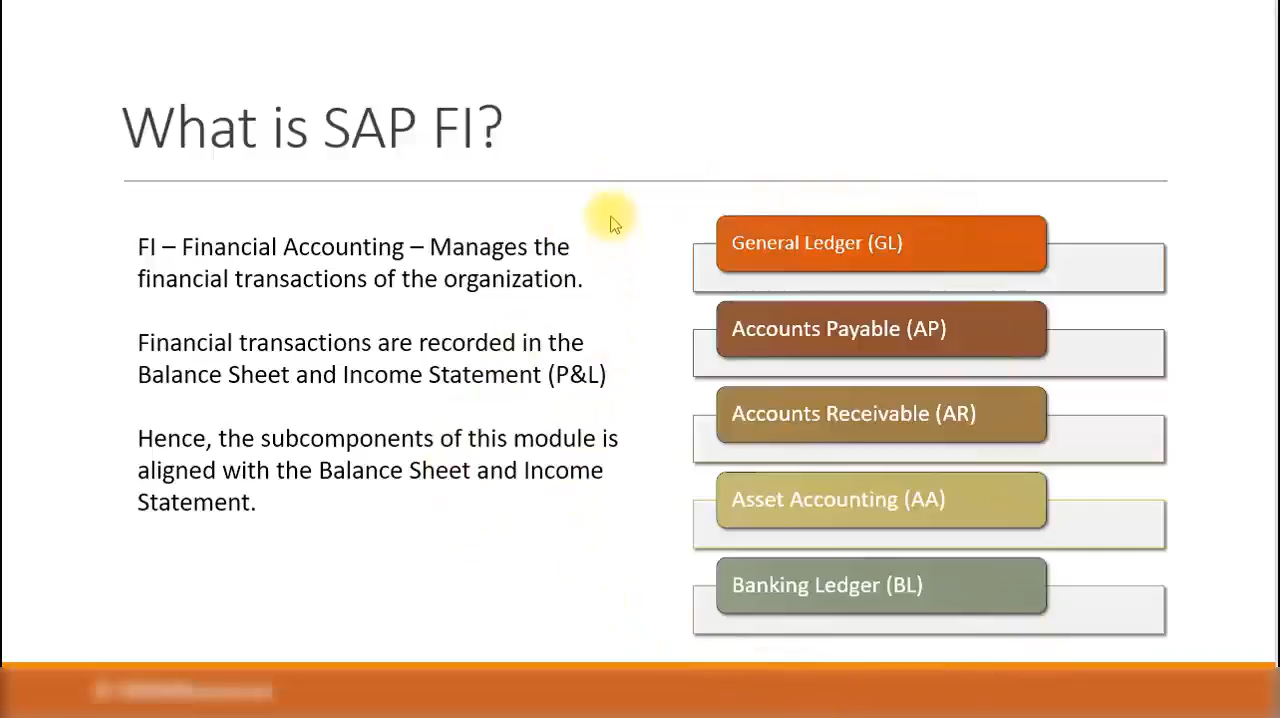 What is SAP FI?
FI – Financial Accounting – Manages the
financial transactions of the organization.
Financial transactions are recorded in the
Balance Sheet and Income Statement (P&L)
Hence, the subcomponents of this module is
aligned with the Balance Sheet and Income
Statement.
General Ledger (GL)
Accounts Payable (AP)
Accounts Receivable (AR)
Asset Accounting (AA)
Banking Ledger (BL)